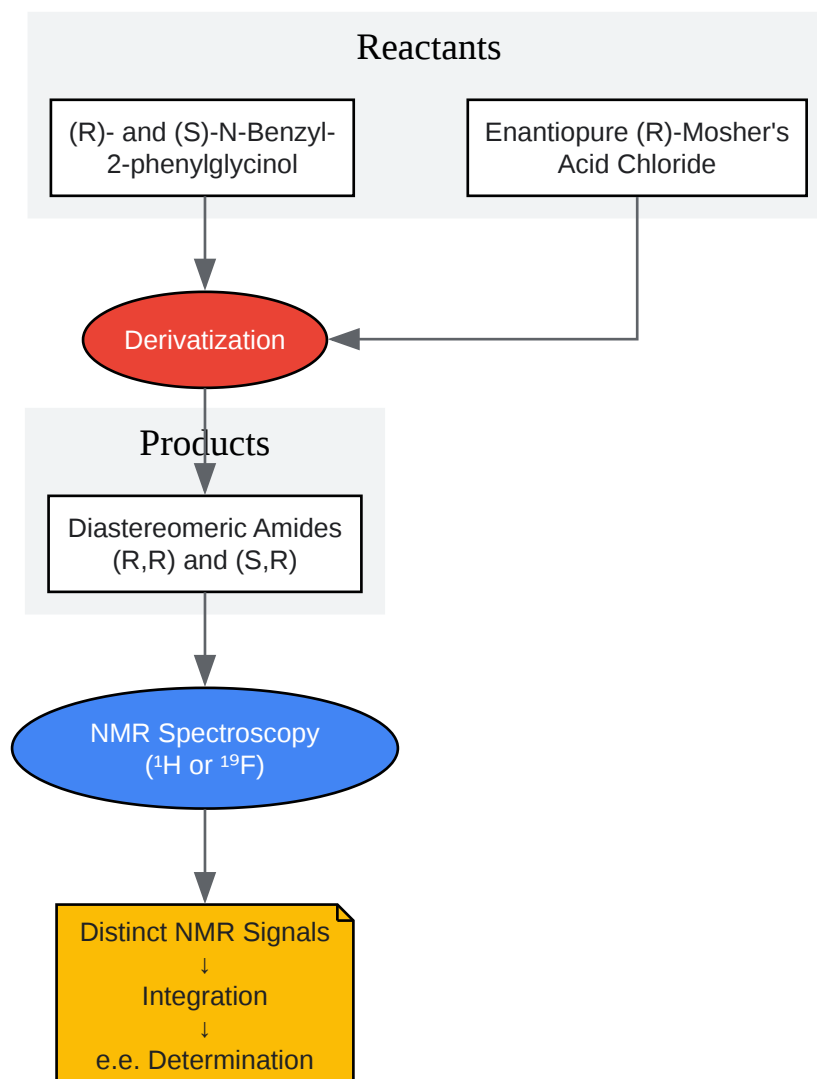 Reactants
(R)- and (S)-N-Benzyl-
2-phenylglycinol
Enantiopure (R)-Mosher's
Acid Chloride
Derivatization
Products
Diastereomeric Amides
(R,R) and (S,R)
NMR Spectroscopy
(¹H or ¹⁹F)
Distinct NMR Signals
↓
Integration
↓
e.e. Determination